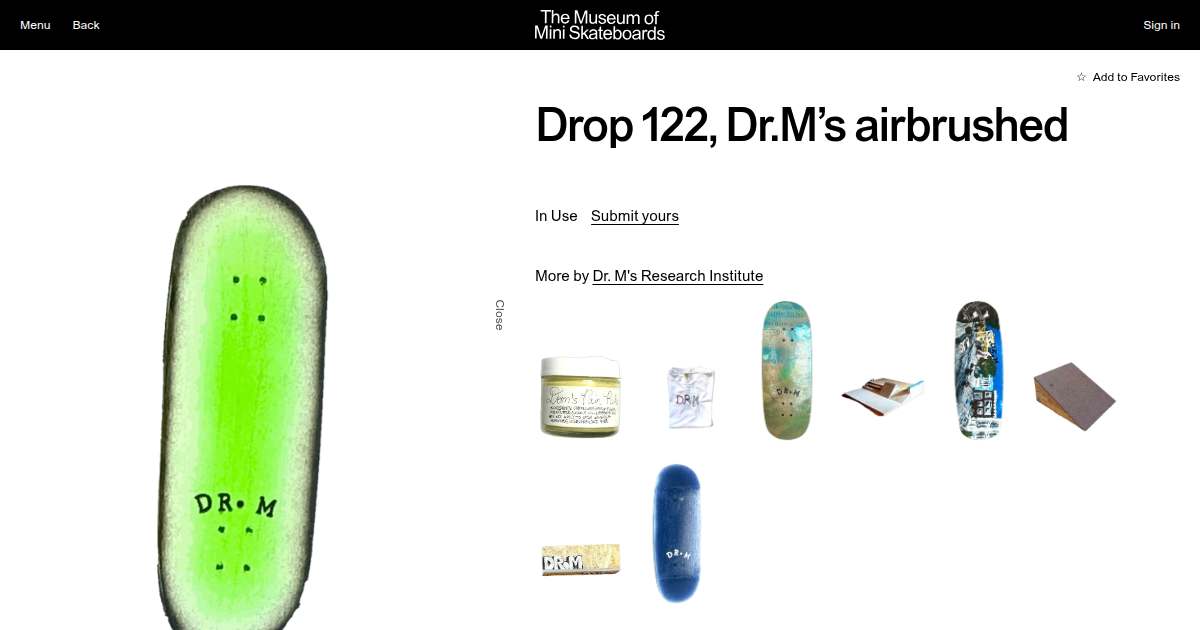 Menu
Back
The Museum of
Mini Skateboards
Sign in
☆ Add to Favorites
Drop 122, Dr.M’s airbrushed
In Use
Submit yours
More by Dr. M's Research Institute
Close
DR•M
DR M
DR•M
DR•M
DR•M